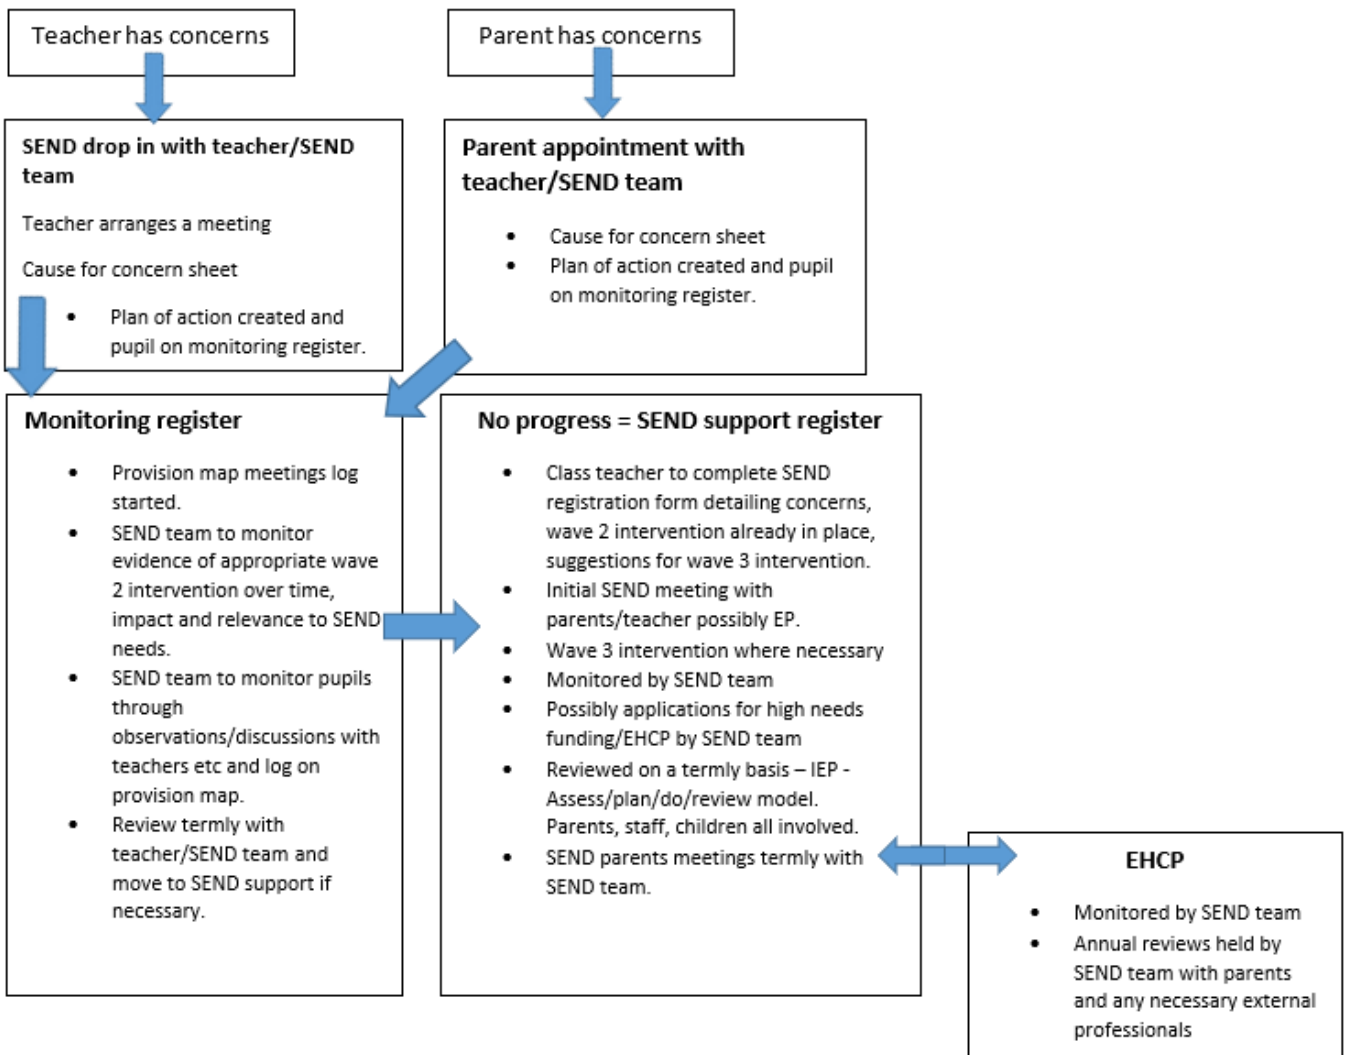 Teacher has concerns
Parent has concerns
SEND drop in with teacher/SEND
team
Teacher arranges a meeting
Cause for concern sheet
• Plan of action created and
pupil on monitoring register.
Parent appointment with
teacher/SEND team
• Cause for concern sheet
• Plan of action created and pupil
on monitoring register.
Monitoring register
• Provision map meetings log
started.
• SEND team to monitor
evidence of appropriate wave
2 intervention over time,
impact and relevance to SEND
needs.
• SEND team to monitor pupils
through
observations/discussions with
teachers etc and log on
provision map.
• Review termly with
teacher/SEND team and
move to SEND support if
necessary.
No progress = SEND support register
• Class teacher to complete SEND
registration form detailing concerns,
wave 2 intervention already in place,
suggestions for wave 3 intervention.
• Initial SEND meeting with
parents/teacher possibly EP.
• Wave 3 intervention where necessary
• Monitored by SEND team
• Possibly applications for high needs
funding/EHCP by SEND team
• Reviewed on a termly basis – IEP -
Assess/plan/do/review model.
Parents, staff, children all involved.
• SEND parents meetings termly with
SEND team.
EHCP
• Monitored by SEND team
• Annual reviews held by
SEND team with parents
and any necessary external
professionals